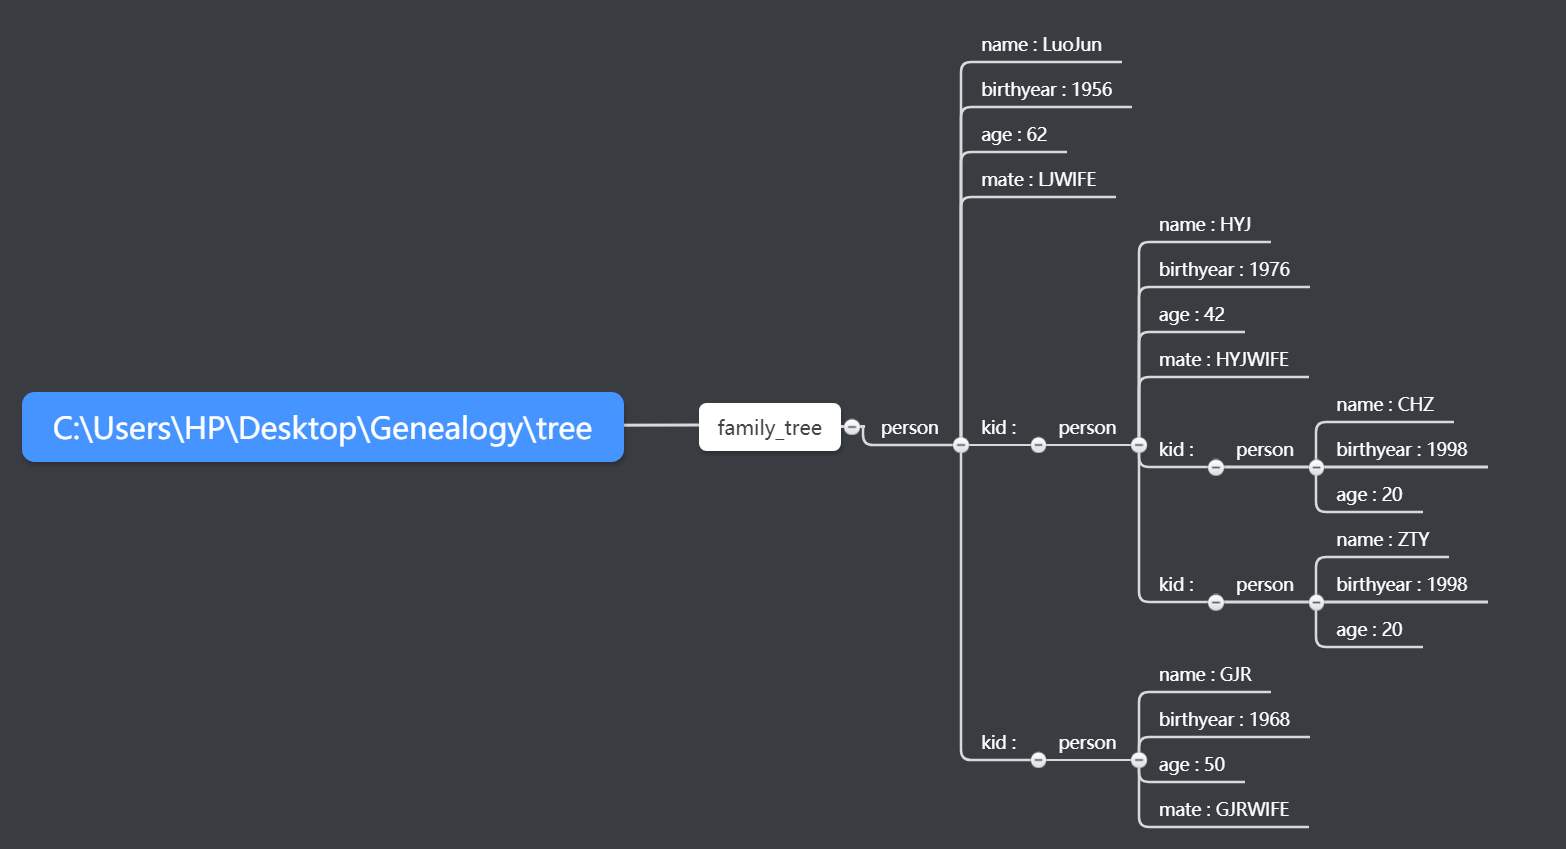 name : LuoJun
birthyear : 1956
age : 62
mate : LJWIFE
name : HYJ
birthyear : 1976
age : 42
mate : HYJWIFE
name : CHZ
C:\Users\HP\Desktop\Genealogy\tree
family_tree
person
kid :
person
kid :
person
birthyear : 1998
age : 20
name : ZTY
kid :
person
birthyear : 1998
age : 20
name : GJR
birthyear : 1968
kid :
person
age : 50
mate : GJRWIFE